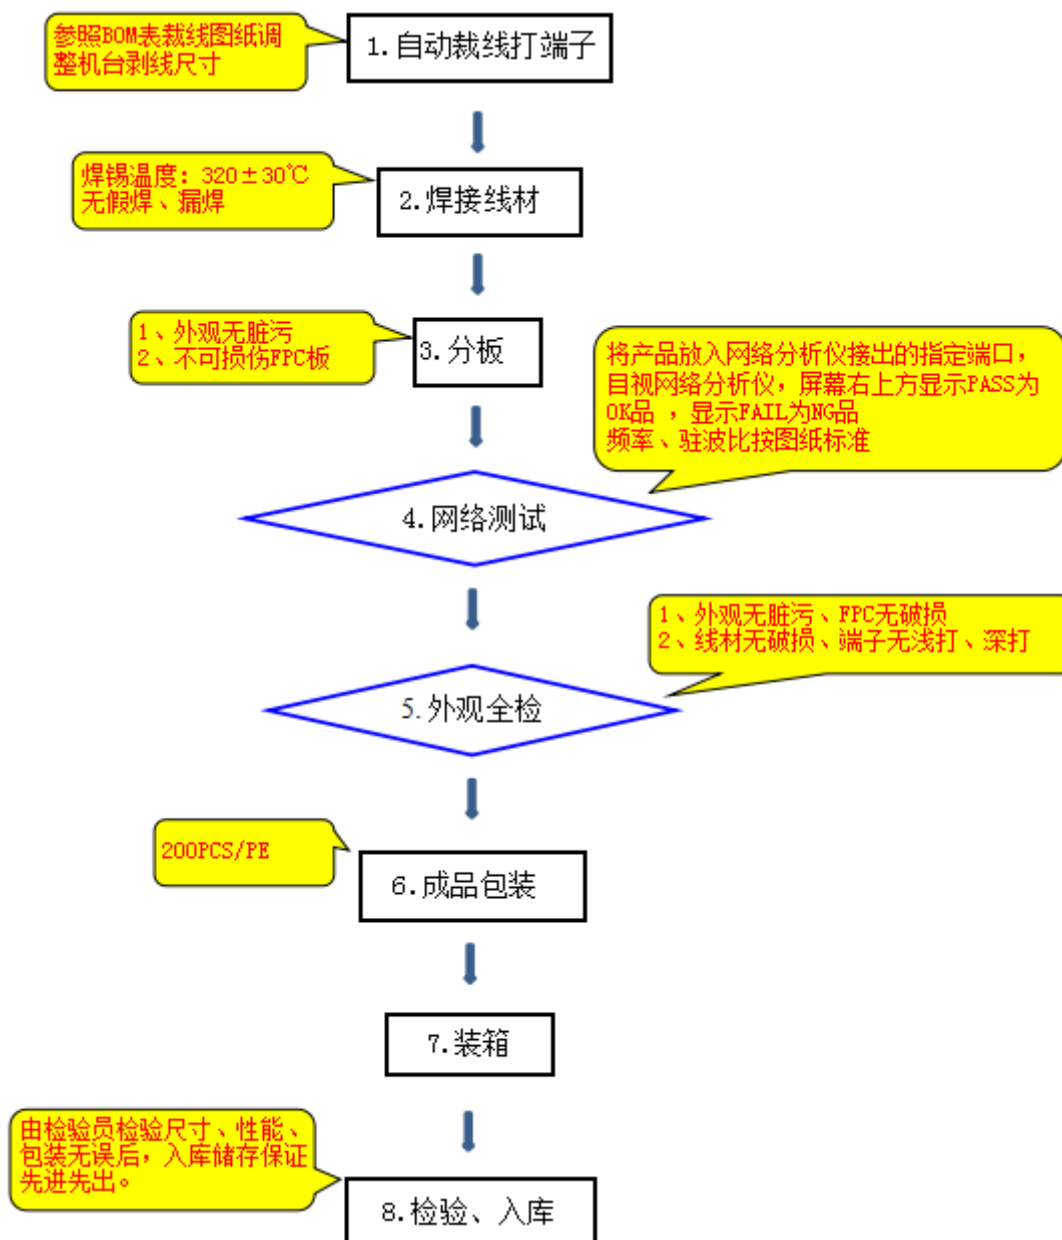 参照BOM表裁线图纸调
整机台剥线尺寸
1.自动裁线打端子
焊锡温度：320±30℃
无假焊、漏焊
2.焊接线材
1、外观无脏污
2、不可损伤FPC板
3.分板
将产品放入网络分析仪接出的指定端口，
目视网络分析仪，屏幕右上方显示PASS为
OK品 ，显示FAIL为NG品
频率、驻波比按图纸标准
4.网络测试
1、外观无脏污、FPC无破损
2、线材无破损、端子无浅打、深打
5.外观全检
200PCS/PE
6.成品包装
7.装箱
由检验员检验尺寸、性能、
包装无误后，入库储存保证
先进先出。
8.检验、入库